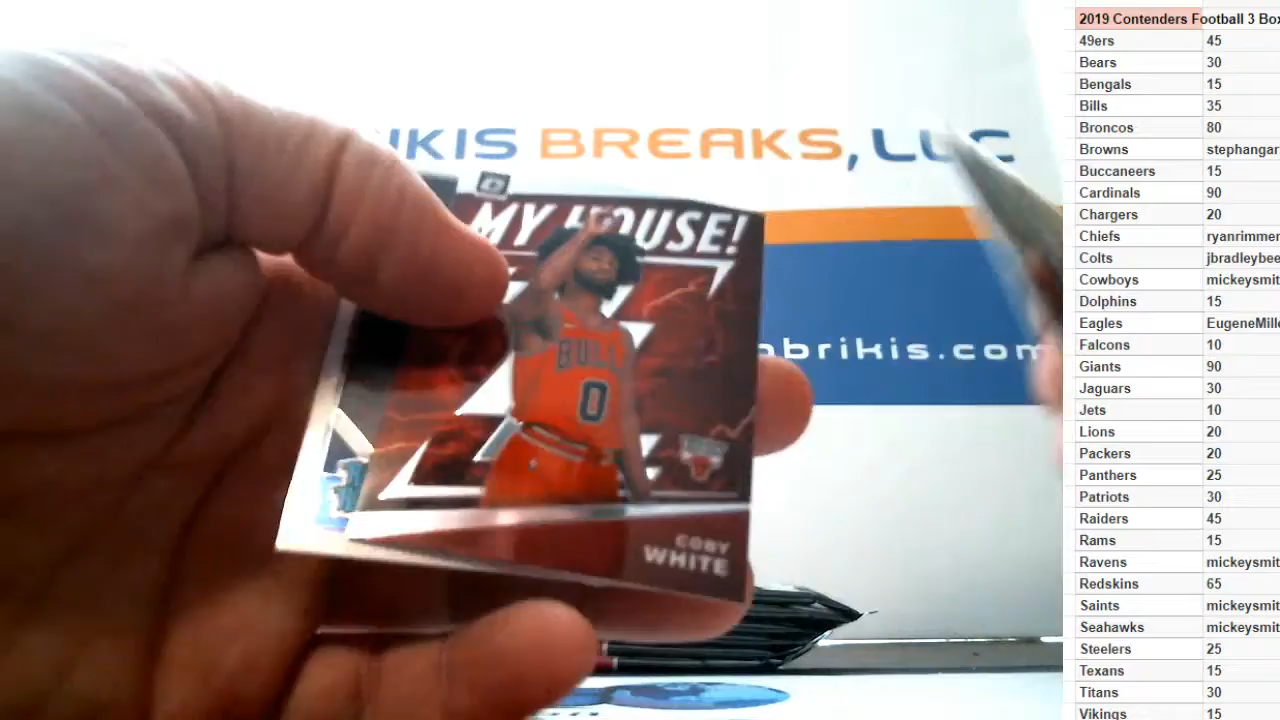 IKIS BREAKS, LLC
MY HOUSE!
BULL
0
COBY
WHITE
brikis.com
2019 Contenders Football 3 Box
49ers 45
Bears 30
Bengals 15
Bills 35
Broncos 80
Browns stephangar
Buccaneers 15
Cardinals 90
Chargers 20
Chiefs ryanrimmer
Colts jbradleybee
Cowboys mickeysmit
Dolphins 15
Eagles EugeneMille
Falcons 10
Giants 90
Jaguars 30
Jets 10
Lions 20
Packers 20
Panthers 25
Patriots 30
Raiders 45
Rams 15
Ravens mickeysmit
Redskins 65
Saints mickeysmit
Seahawks mickeysmit
Steelers 25
Texans 15
Titans 30
Vikings 15